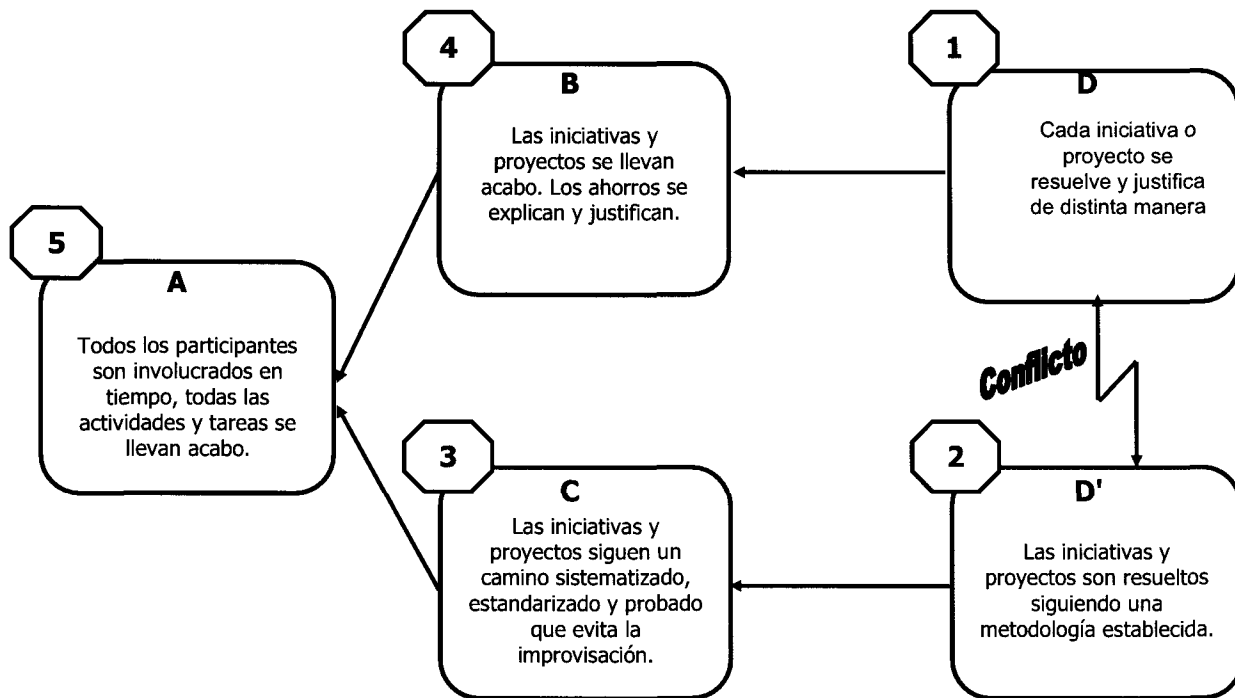 4
B
Las iniciativas y
proyectos se llevan
acabo. Los ahorros se
explican y justifican.
1
D
Cada iniciativa o
proyecto se
resuelve y justifica
de distinta manera
5
A
Todos los participantes
son involucrados en
tiempo, todas las
actividades y tareas se
llevan acabo.
Conflicto
3
C
Las iniciativas y
proyectos siguen un
camino sistematizado,
estandarizado y probado
que evita la
improvisación.
2
D'
Las iniciativas y
proyectos son resueltos
siguiendo una
metodología establecida.